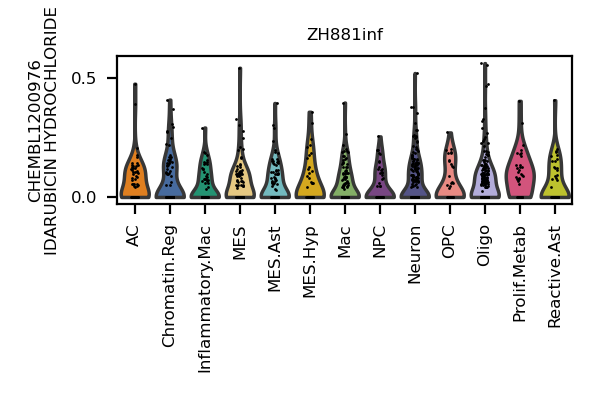 ZH881inf
CHEMBL1200976
IDARUBICIN HYDROCHLORIDE
0.5
0.0
AC
Chromatin.Reg
Inflammatory.Mac
MES
MES.Ast
MES.Hyp
Mac
NPC
Neuron
OPC
Oligo
Prolif.Metab
Reactive.Ast